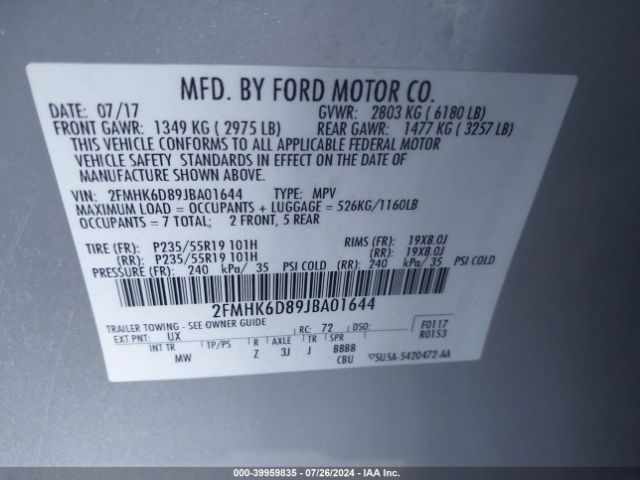 MFD. BY FORD MOTOR CO.
DATE: 07/17 GVWR: 2803 KG ( 6180 LB)
FRONT GAWR: 1349 KG ( 2975 LB) REAR GAWR: 1477 KG ( 3257 LB)
THIS VEHICLE CONFORMS TO ALL APPLICABLE FEDERAL MOTOR
VEHICLE SAFETY STANDARDS IN EFFECT ON THE DATE OF
MANUFACTURE SHOWN ABOVE.
VIN: 2FMHK6D89JBA01644 TYPE: MPV
MAXIMUM LOAD = OCCUPANTS + LUGGAGE = 526KG/1160LB
OCCUPANTS = 7 TOTAL; 2 FRONT, 5 REAR
TIRE (FR): P235/55R19 101H RIMS (FR): 19X8.0J
(RR): P235/55R19 101H (RR): 19X8.0J
PRESSURE (FR): 240 kPa/ 35 PSI COLD (RR): 240 kPa/ 35 PSI COLD
2FMHK6D89JBA01644
TRAILER TOWING - SEE OWNER GUIDE RC: 72 DSO: F0117
EXT PNT: UX R0153
INT TR TP/PS R AXLE TR SPR
MW Z 3J J BBBB
CBU
000-39959835 - 07/26/2024 - IAA Inc.